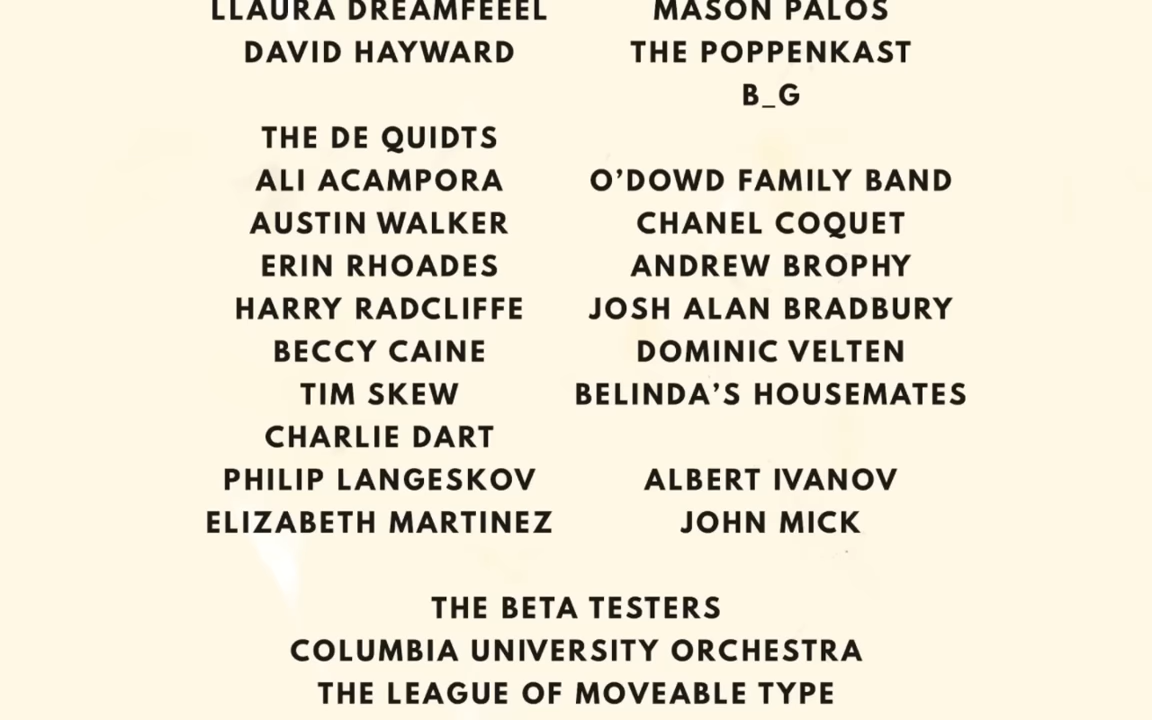 LLAURA DREAMFEEEL MASON PALOS
DAVID HAYWARD THE POPPENKAST
B_G
THE DE QUIDTS
ALI ACAMPORA O’DOWD FAMILY BAND
AUSTIN WALKER CHANEL COQUET
ERIN RHOADES ANDREW BROPHY
HARRY RADCLIFFE JOSH ALAN BRADBURY
BECCY CAINE DOMINIC VELTEN
TIM SKEW BELINDA’S HOUSEMATES
CHARLIE DART
PHILIP LANGESKOV ALBERT IVANOV
ELIZABETH MARTINEZ JOHN MICK
THE BETA TESTERS
COLUMBIA UNIVERSITY ORCHESTRA
THE LEAGUE OF MOVEABLE TYPE